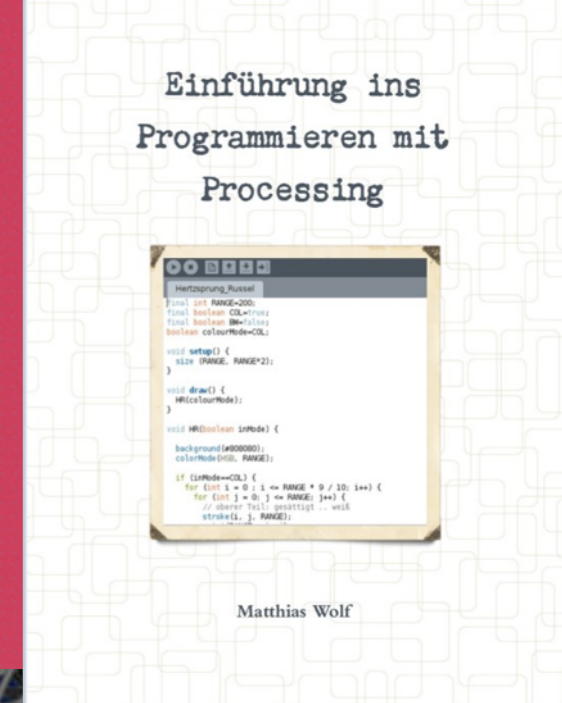 Einführung ins
Programmieren mit
Processing
Hertzsprung_Russel
final int RANGE=200;
final boolean COL=true;
final boolean BW=false;
boolean colourMode=COL;
void setup() {
size (RANGE, RANGE*2);
}
void draw() {
HR(colourMode);
}
void HR(boolean inMode) {
background(#808080);
colorMode(HSB, RANGE);
if (inMode==COL) {
for (int i = 0 ; i <= RANGE * 9 / 10; i++) {
for (int j = 0; j <= RANGE; j++) {
// oberer Teil: gesättigt .. weiß
stroke(i, j, RANGE);
Matthias Wolf